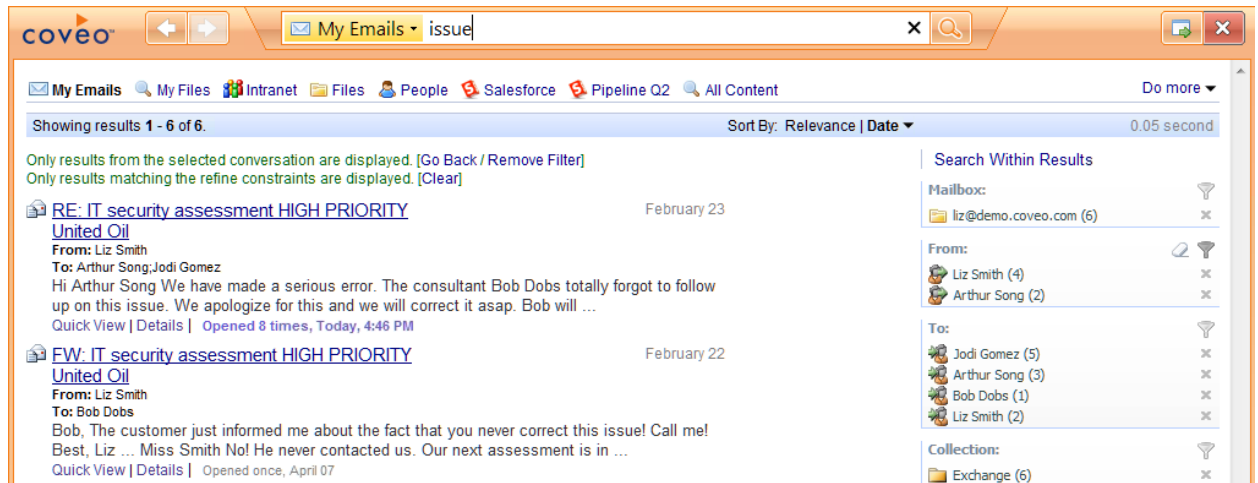 coveo™
My Emails issue
My Emails My Files Intranet Files People Salesforce Pipeline Q2 All Content Do more
Showing results 1 - 6 of 6. Sort By: Relevance | Date 0.05 second
Only results from the selected conversation are displayed. [Go Back / Remove Filter]
Only results matching the refine constraints are displayed. [Clear]
RE: IT security assessment HIGH PRIORITY February 23
United Oil
From: Liz Smith
To: Arthur Song;Jodi Gomez
Hi Arthur Song We have made a serious error. The consultant Bob Dobs totally forgot to follow
up on this issue. We apologize for this and we will correct it asap. Bob will ...
Quick View | Details | Opened 8 times, Today, 4:46 PM
FW: IT security assessment HIGH PRIORITY February 22
United Oil
From: Liz Smith
To: Bob Dobs
Bob, The customer just informed me about the fact that you never correct this issue! Call me!
Best, Liz ... Miss Smith No! He never contacted us. Our next assessment is in ...
Quick View | Details | Opened once, April 07
Search Within Results
Mailbox:
liz@demo.coveo.com (6)
From:
Liz Smith (4)
Arthur Song (2)
To:
Jodi Gomez (5)
Arthur Song (3)
Bob Dobs (1)
Liz Smith (2)
Collection:
Exchange (6)